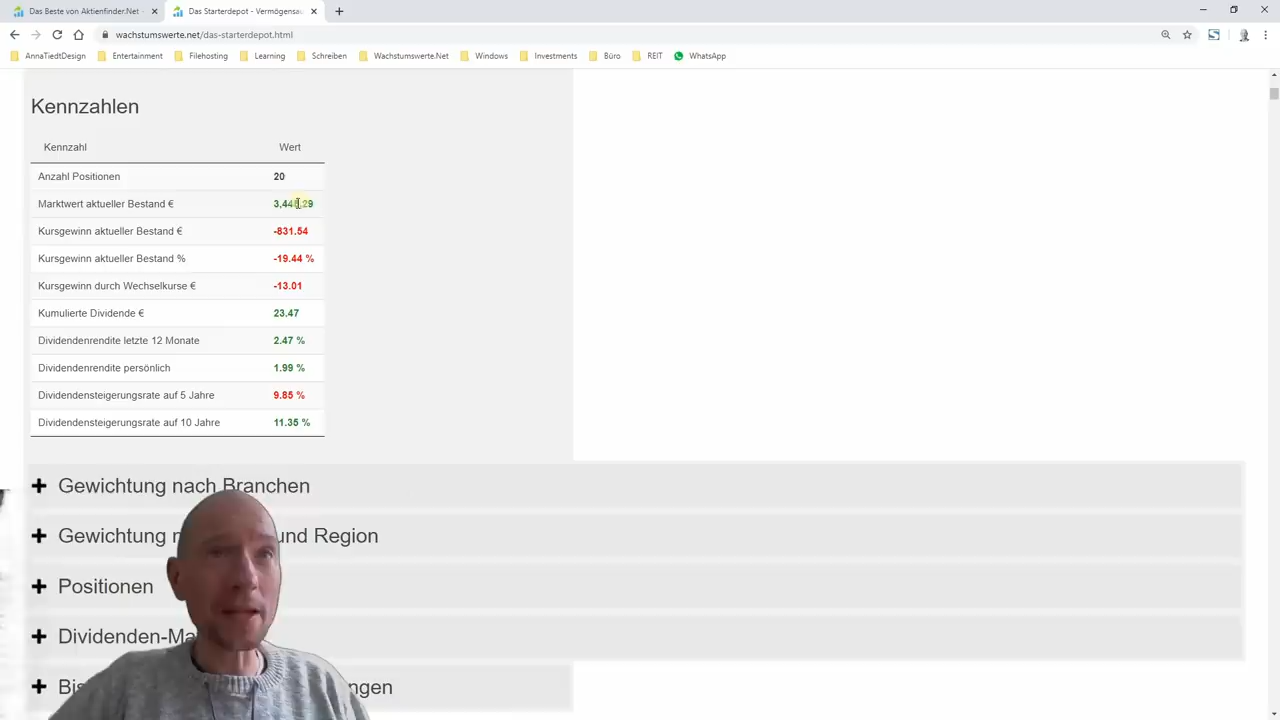 Das Beste von Aktienfinder.Net
Das Starterdepot - Vermögensau
wachstumswerte.net/das-starterdepot.html
AnnaTiedtDesign
Entertainment
Filehosting
Learning
Schreiben
Wachstumswerte.Net
Windows
Investments
Büro
REIT
WhatsApp
Kennzahlen
Kennzahl Wert
Anzahl Positionen 20
Marktwert aktueller Bestand €
Kursgewinn aktueller Bestand € -831.54
Kursgewinn aktueller Bestand % -19.44 %
Kursgewinn durch Wechselkurse € -13.01
Kumulierte Dividende € 23.47
Dividendenrendite letzte 12 Monate 2.47 %
Dividendenrendite persönlich 1.99 %
Dividendensteigerungsrate auf 5 Jahre 9.85 %
Dividendensteigerungsrate auf 10 Jahre 11.35 %
Gewichtung nach Branchen
Gewichtung und Region
Positionen
Dividenden-Ma
Bis ngen